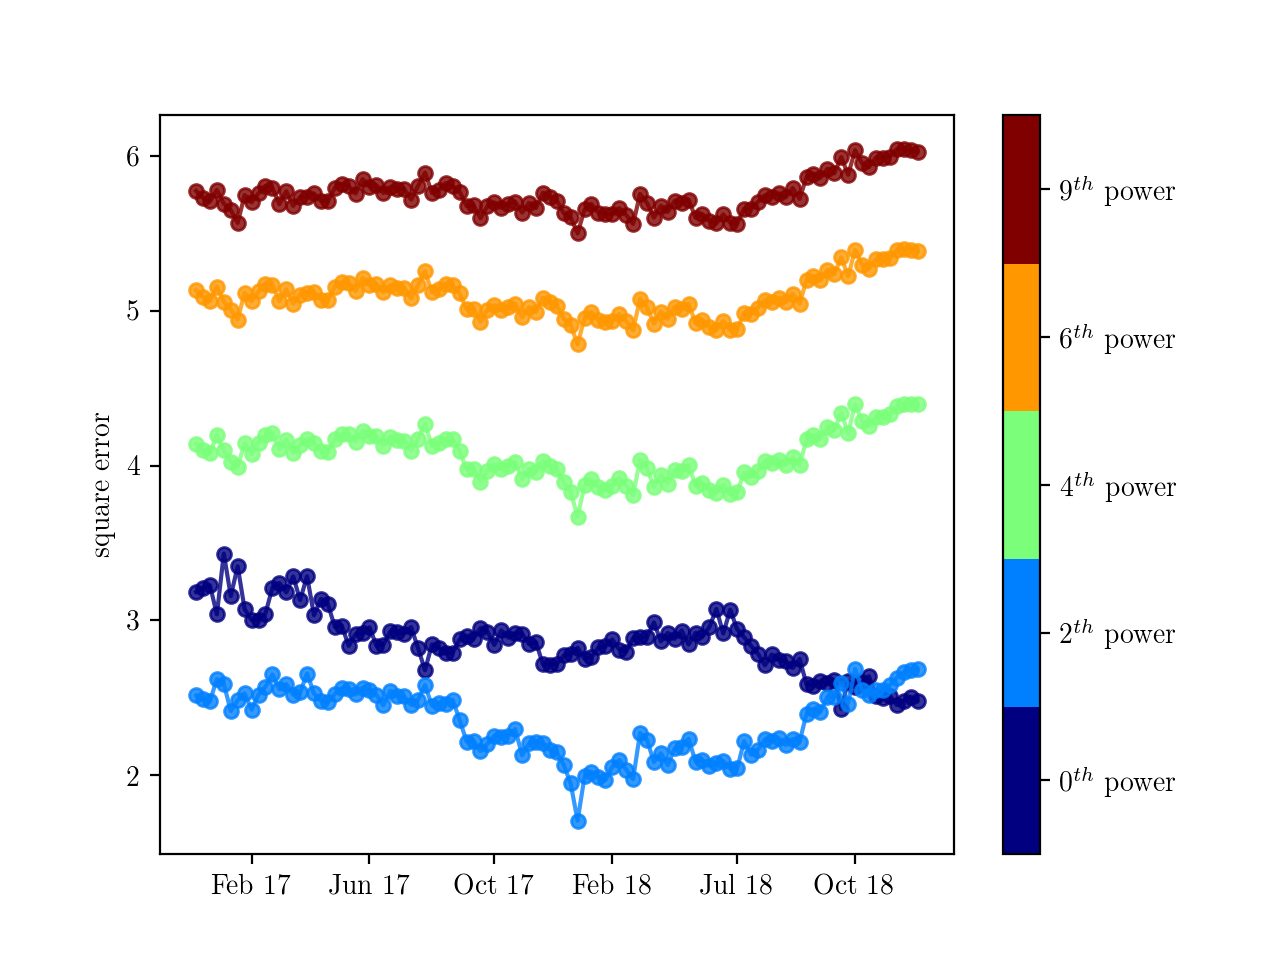 square error
6
5
4
3
2
Feb 17 Jun 17 Oct 17 Feb 18 Jul 18 Oct 18
9th power
6th power
4th power
2th power
0th power